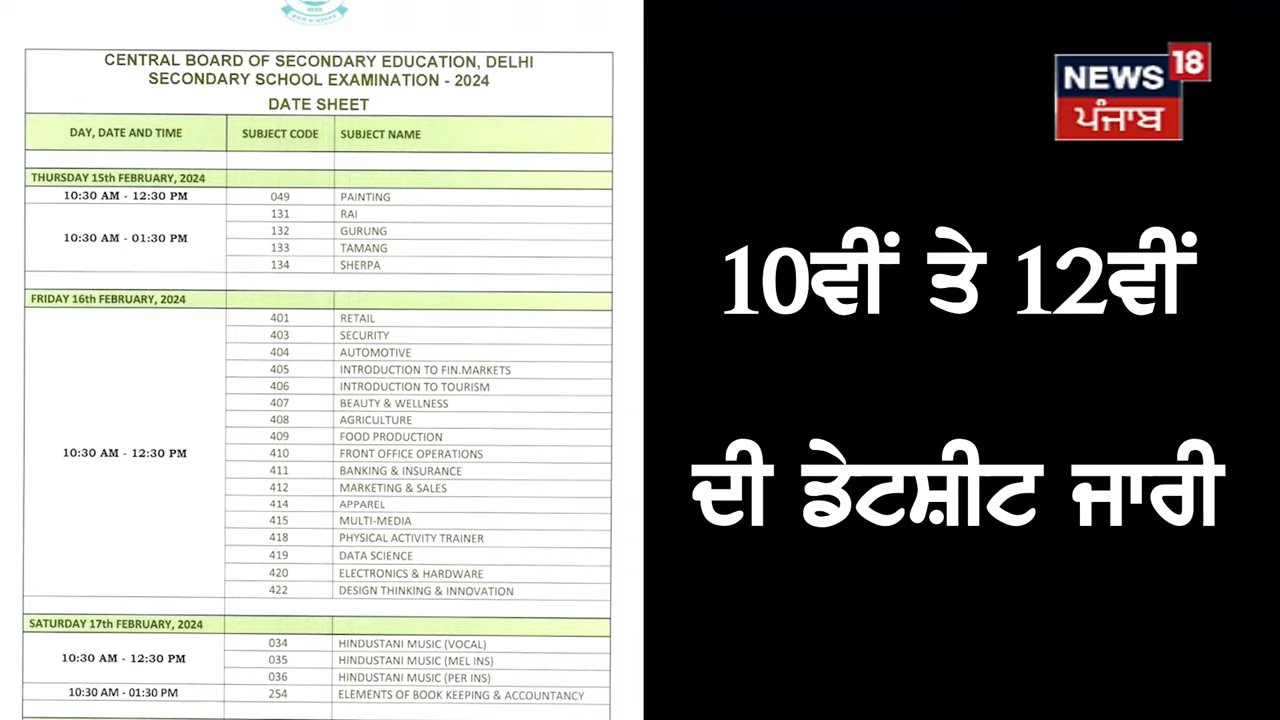 CENTRAL BOARD OF SECONDARY EDUCATION, DELHI
SECONDARY SCHOOL EXAMINATION - 2024
DATE SHEET
DAY, DATE AND TIME SUBJECT CODE SUBJECT NAME
THURSDAY 15th FEBRUARY, 2024
10:30 AM - 12:30 PM 049 PAINTING
131 RAI
132 GURUNG
10:30 AM - 01:30 PM
133 TAMANG
134 SHERPA
FRIDAY 16th FEBRUARY, 2024
401 RETAIL
403 SECURITY
404 AUTOMOTIVE
405 INTRODUCTION TO FIN.MARKETS
406 INTRODUCTION TO TOURISM
407 BEAUTY & WELLNESS
408 AGRICULTURE
409 FOOD PRODUCTION
10:30 AM - 12:30 PM 410 FRONT OFFICE OPERATIONS
411 BANKING & INSURANCE
412 MARKETING & SALES
414 APPAREL
415 MULTI-MEDIA
418 PHYSICAL ACTIVITY TRAINER
419 DATA SCIENCE
420 ELECTRONICS & HARDWARE
422 DESIGN THINKING & INNOVATION
SATURDAY 17th FEBRUARY, 2024
034 HINDUSTANI MUSIC (VOCAL)
10:30 AM - 12:30 PM 035 HINDUSTANI MUSIC (MEL INS)
036 HINDUSTANI MUSIC (PER INS)
10:30 AM - 01:30 PM 254 ELEMENTS OF BOOK KEEPING & ACCOUNTANCY
NEWS 18
ਪੰਜਾਬ
10ਵੀਂ ਤੇ 12ਵੀਂ
ਦੀ ਡੇਟਸ਼ੀਟ ਜਾਰੀ